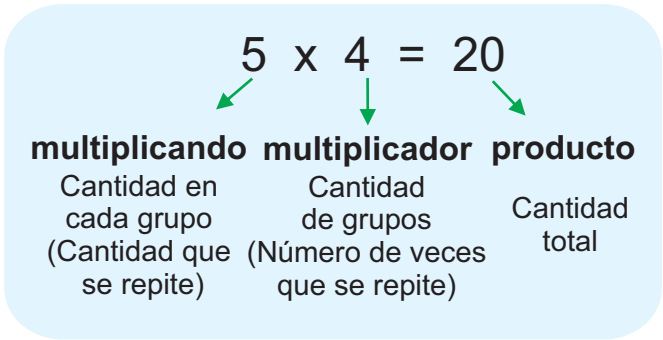 5 x 4 = 20
multiplicando multiplicador producto
Cantidad en
cada grupo
(Cantidad que
se repite)
Cantidad
de grupos
(Número de veces
que se repite)
Cantidad
total